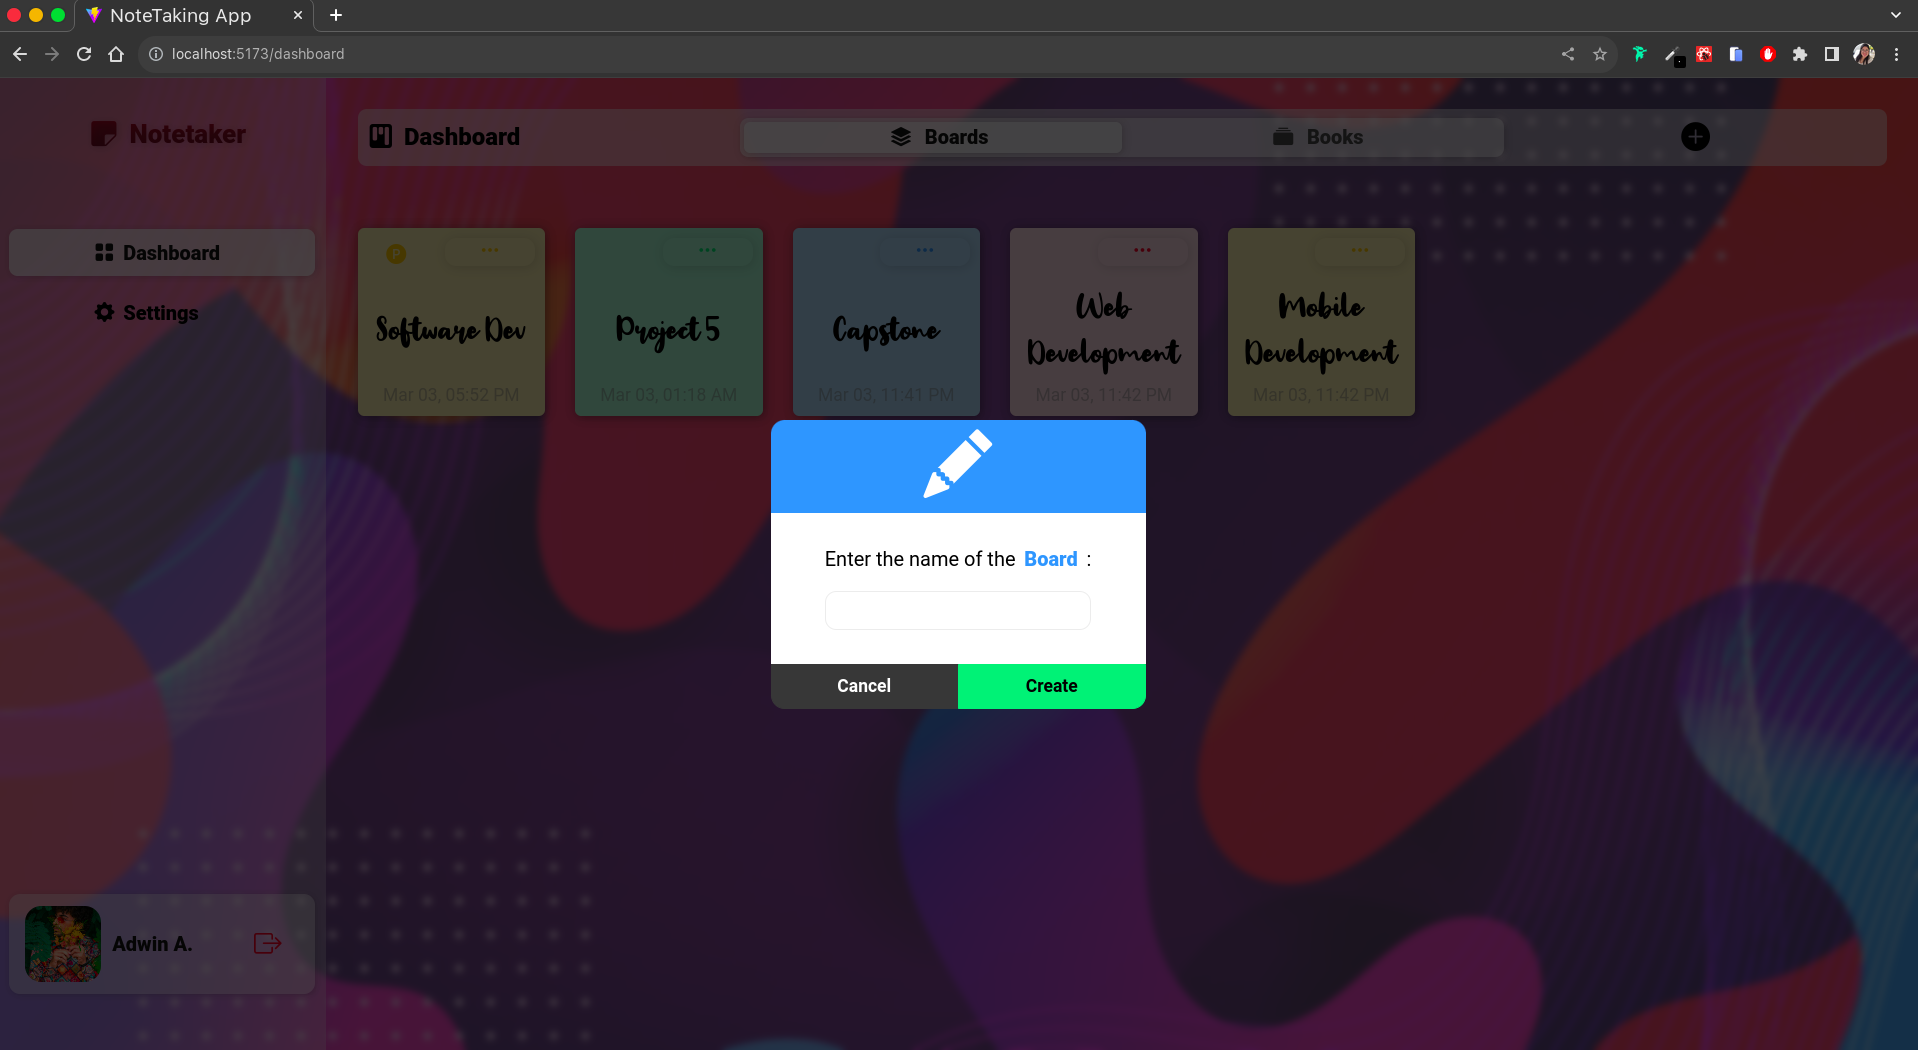 NoteTaking App
localhost:5173/dashboard
Notetaker
Dashboard
Boards
Books
Dashboard
Settings
P
Software Dev
Mar 03, 05:52 PM
Project 5
Mar 03, 01:18 AM
Capstone
Mar 03, 11:41 PM
Web
Development
Mar 03, 11:42 PM
Mobile
Development
Mar 03, 11:42 PM
Enter the name of the Board :
Cancel
Create
Adwin A.